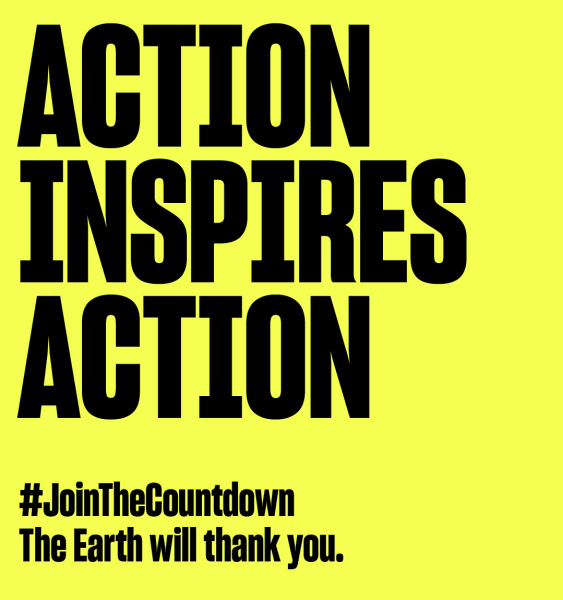 ACTION
INSPIRES
ACTION
#JoinTheCountdown
The Earth will thank you.